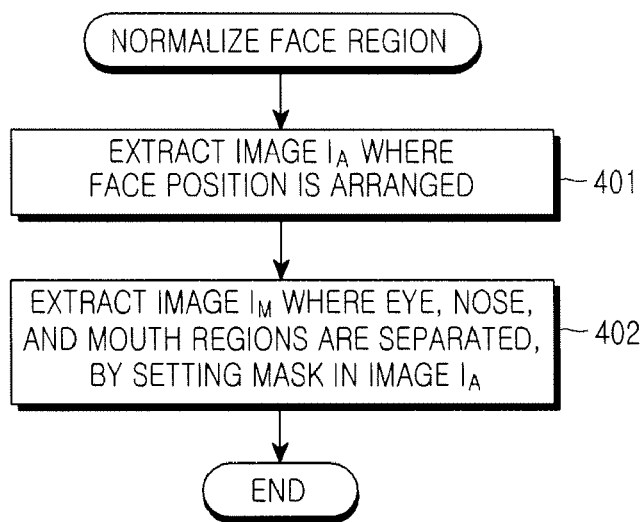 NORMALIZE FACE REGION
EXTRACT IMAGE I_A WHERE
FACE POSITION IS ARRANGED
401
EXTRACT IMAGE I_M WHERE EYE, NOSE,
AND MOUTH REGIONS ARE SEPARATED,
BY SETTING MASK IN IMAGE I_A
402
END